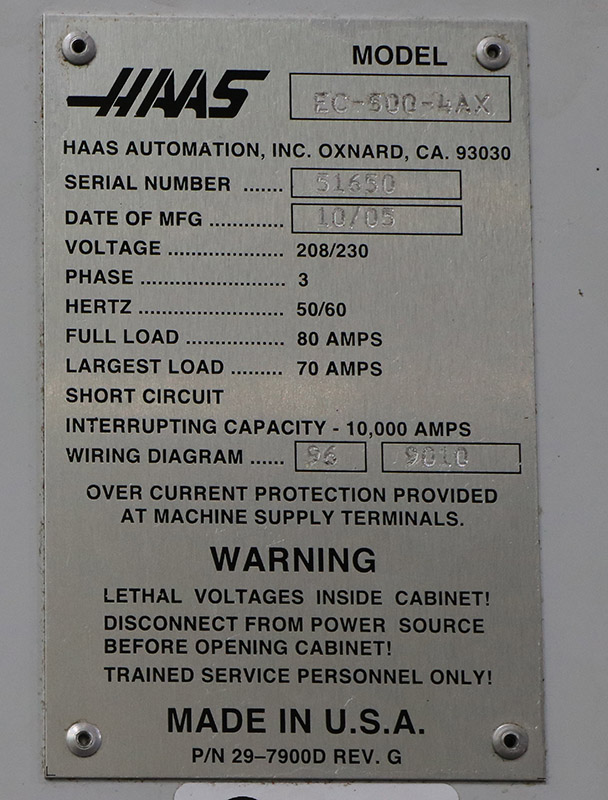 MODEL
HAAS
EC-600-4AX
HAAS AUTOMATION, INC. OXNARD, CA. 93030
SERIAL NUMBER ....... 51650
DATE OF MFG ............. 10/05
VOLTAGE .................... 208/230
PHASE ......................... 3
HERTZ ......................... 50/60
FULL LOAD ................. 80 AMPS
LARGEST LOAD ......... 70 AMPS
SHORT CIRCUIT
INTERRUPTING CAPACITY - 10,000 AMPS
WIRING DIAGRAM ...... 96 9010
OVER CURRENT PROTECTION PROVIDED
AT MACHINE SUPPLY TERMINALS.
WARNING
LETHAL VOLTAGES INSIDE CABINET!
DISCONNECT FROM POWER SOURCE
BEFORE OPENING CABINET!
TRAINED SERVICE PERSONNEL ONLY!
MADE IN U.S.A.
P/N 29–7900D REV. G